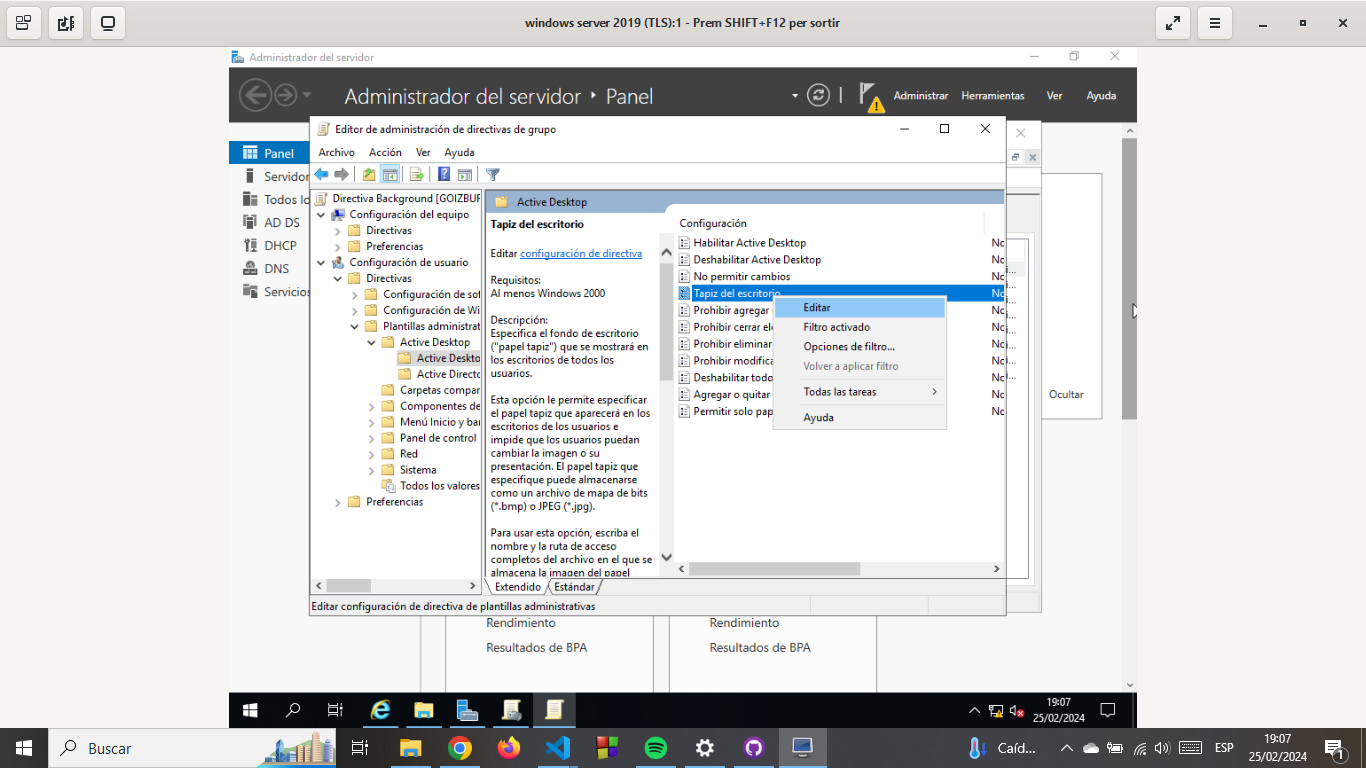 windows server 2019 (TLS):1 - Prem SHIFT+F12 per sortir
Administrador del servidor
Administrador del servidor
Panel
Administrar
Herramientas
Ver
Ayuda
Panel
Servidor
Todos lo
AD DS
DHCP
DNS
Servicios
Editor de administración de directivas de grupo
Archivo
Acción
Ver
Ayuda
Directiva Background [GOIZBUR
Configuración del equipo
Directivas
Preferencias
Configuración de usuario
Directivas
Configuración de sof
Configuración de Wi
Plantillas administrat
Active Desktop
Active Deskto
Active Directo
Carpetas compar
Componentes de
Menú Inicio y bar
Panel de control
Red
Sistema
Todos los valores
Preferencias
Active Desktop
Tapiz del escritorio
Editar configuración de directiva
Requisitos:
Al menos Windows 2000
Descripción:
Especifica el fondo de escritorio
("papel tapiz") que se mostrará en
los escritorios de todos los
usuarios.
Esta opción le permite especificar
el papel tapiz que aparecerá en los
escritorios de los usuarios e
impide que los usuarios puedan
cambiar la imagen o su
presentación. El papel tapiz que
especifique puede almacenarse
como un archivo de mapa de bits
(*.bmp) o JPEG (*.jpg).
Para usar esta opción, escriba el
nombre y la ruta de acceso
completos del archivo en el que se
almacena la imagen del papel
Configuración
Habilitar Active Desktop No
Deshabilitar Active Desktop No
No permitir cambios No
Tapiz del escritorio No
Prohibir agregar No
Prohibir cerrar ele No
Prohibir eliminar No
Prohibir modifica No
Deshabilitar todo No
Agregar o quitar No
Permitir solo pap No
Editar
Filtro activado
Opciones de filtro...
Volver a aplicar filtro
Todas las tareas
Ayuda
Extendido
Estándar
Editar configuración de directiva de plantillas administrativas
Ocultar
Rendimiento
Resultados de BPA
Rendimiento
Resultados de BPA
19:07
25/02/2024
Buscar
Caíd...
ESP
19:07
25/02/2024
1